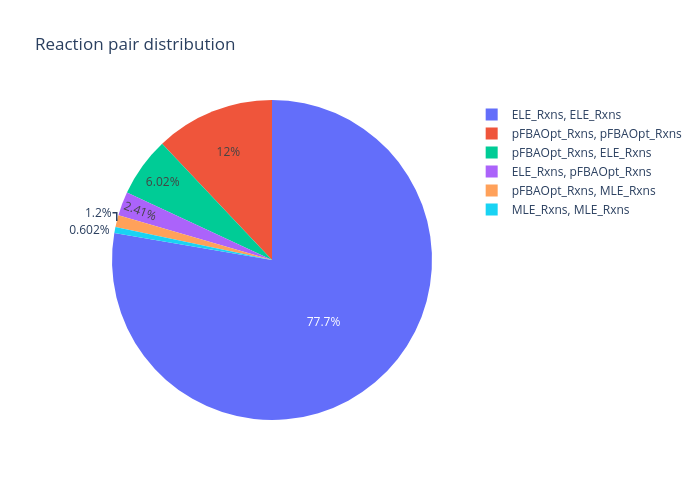 Reaction pair distribution
ELE_Rxns, ELE_Rxns
pFBAOpt_Rxns, pFBAOpt_Rxns
pFBAOpt_Rxns, ELE_Rxns
ELE_Rxns, pFBAOpt_Rxns
pFBAOpt_Rxns, MLE_Rxns
MLE_Rxns, MLE_Rxns
12%
6.02%
2.41%
1.2%
0.602%
77.7%